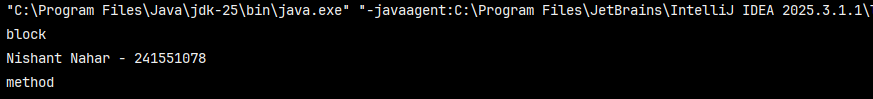 "C:\Program Files\Java\jdk-25\bin\java.exe" "-javaagent:C:\Program Files\JetBrains\IntelliJ IDEA 2025.3.1.1\
block
Nishant Nahar - 241551078
method